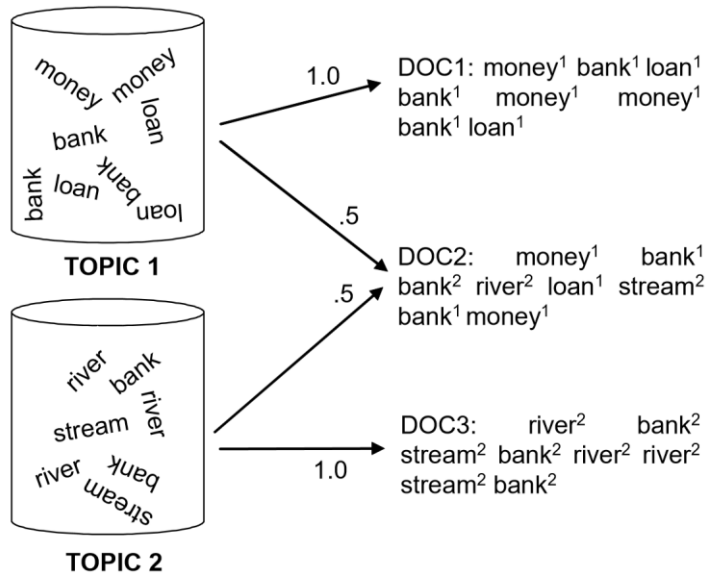 money money
loan
bank
bank loan bank
loan
TOPIC 1
river bank
river
stream
river bank
stream
TOPIC 2
1.0
.5
.5
1.0
DOC1: money¹ bank¹ loan¹
bank¹ money¹ money¹
bank¹ loan¹
DOC2: money¹ bank¹
bank² river² loan¹ stream²
bank¹ money¹
DOC3: river² bank²
stream² bank² river² river²
stream² bank²